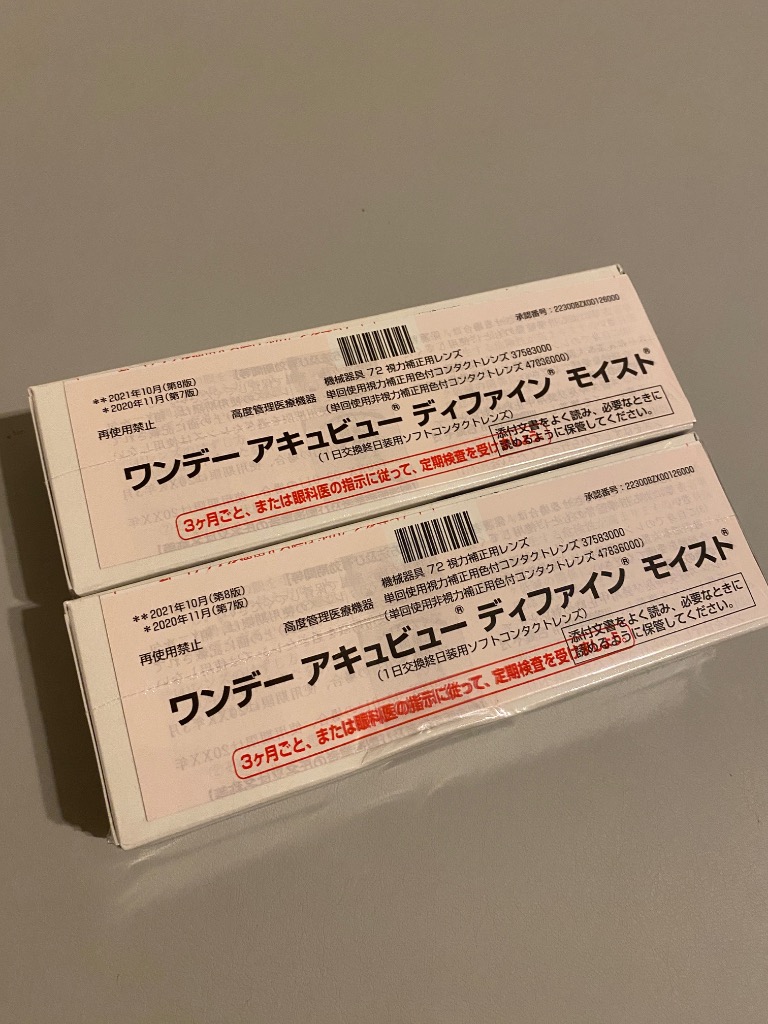 承認番号:22300BZX00126000
**2021年10月(第8版)
*2020年11月(第7版)
再使用禁止
高度管理医療機器
機械器具 72 視力補正用レンズ
単回使用視力補正用色付コンタクトレンズ 37583000
(単回使用非視力補正用色付コンタクトレンズ 47836000)
ワンデー アキュビュー® ディファイン® モイスト®
(1日交換終日装用ソフトコンタクトレンズ)
添付文書をよく読み、必要なときに
読めるように保管してください。
3ヶ月ごと、または眼科医の指示に従って、定期検査を受け
承認番号:22300BZX00126000
**2021年10月(第8版)
*2020年11月(第7版)
再使用禁止
高度管理医療機器
機械器具 72 視力補正用レンズ
単回使用視力補正用色付コンタクトレンズ 37583000
(単回使用非視力補正用色付コンタクトレンズ 47836000)
ワンデー アキュビュー® ディファイン® モイスト®
(1日交換終日装用ソフトコンタクトレンズ)
添付文書をよく読み、必要なときに
読めるように保管してください。
3ヶ月ごと、または眼科医の指示に従って、定期検査を受け